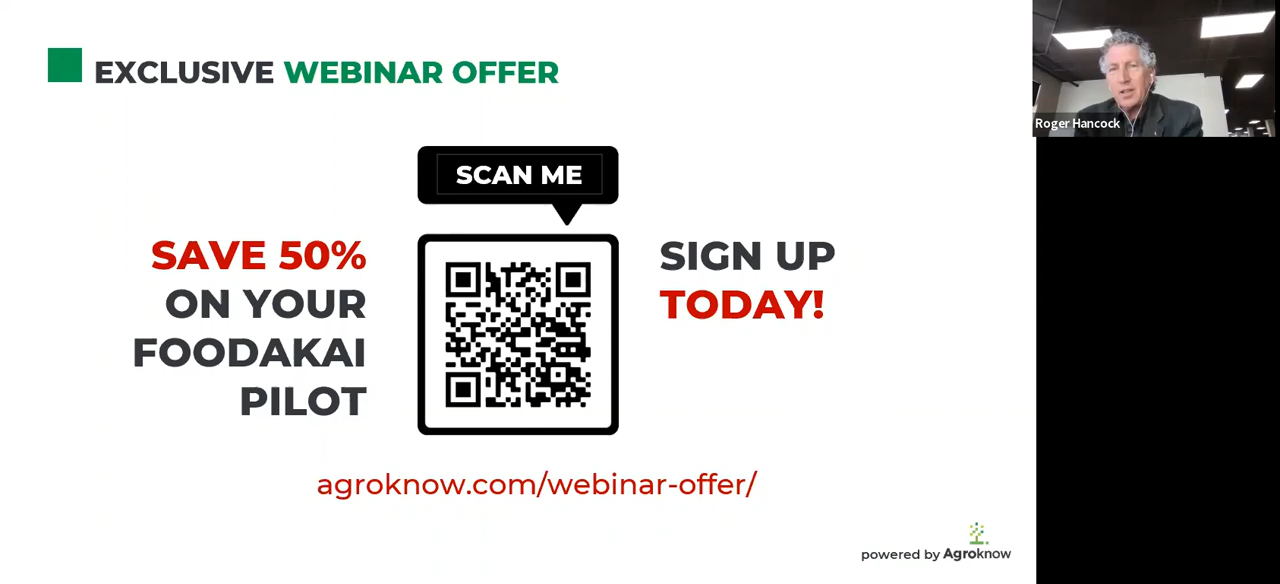 EXCLUSIVE WEBINAR OFFER
SCAN ME
SAVE 50%
ON YOUR
FOODAKAI
PILOT
SIGN UP
TODAY!
agroknow.com/webinar-offer/
powered by Agroknow
Roger Hancock